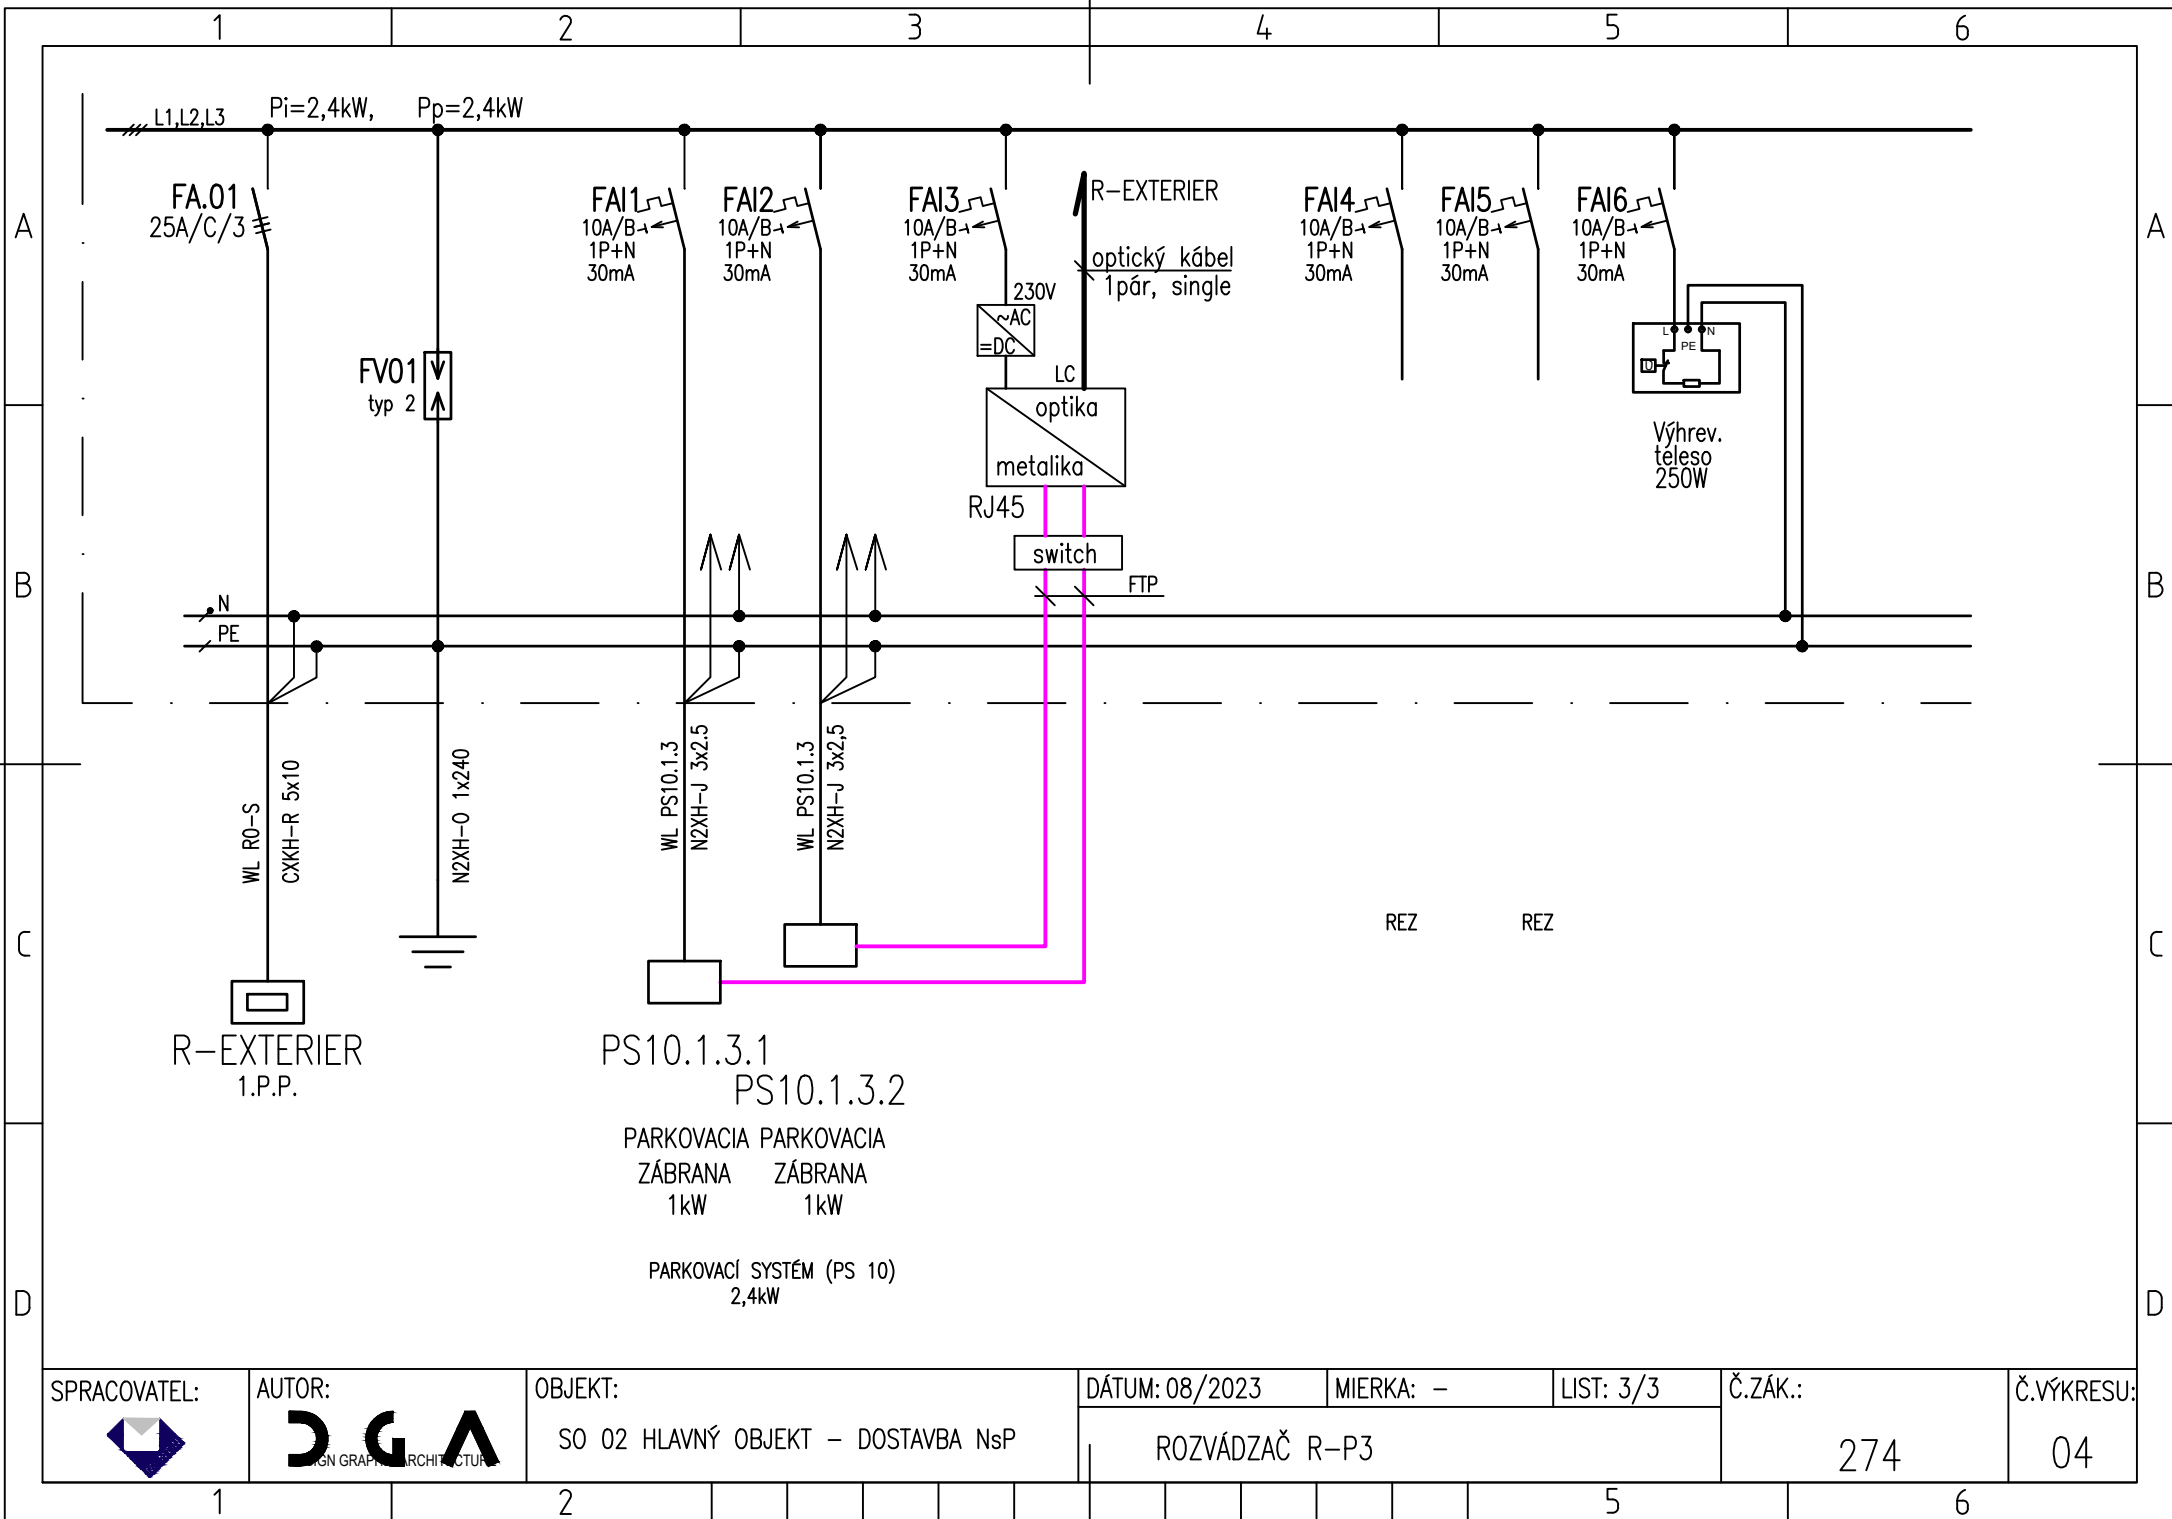 1 2 3 4 5 6
L1,L2,L3 Pi=2,4kW, Pp=2,4kW
FA.01
25A/C/3
FAI1
10A/B
1P+N
30mA
FAI2
10A/B
1P+N
30mA
FAI3
10A/B
1P+N
30mA
R-EXTERIER
optický kábel
1pár, single
FAI4
10A/B
1P+N
30mA
FAI5
10A/B
1P+N
30mA
FAI6
10A/B
1P+N
30mA
A A
230V
~AC
=DC
LC
optika
metalika
RJ45
switch
FTP
FV01
typ 2
L N
PE
U
Výhrev.
teleso
250W
B B
N
PE
WL RO-S
CXKH-R 5x10
N2XH-O 1x240
WL PS10.1.3
N2XH-J 3x2.5
WL PS10.1.3
N2XH-J 3x2,5
REZ REZ
C C
R-EXTERIER
1.P.P.
PS10.1.3.1
PS10.1.3.2
PARKOVACIA PARKOVACIA
ZÁBRANA ZÁBRANA
1kW 1kW
PARKOVACÍ SYSTÉM (PS 10)
2,4kW
D D
SPRACOVATEL:
AUTOR:
DGA
OBJEKT:
SO 02 HLAVNÝ OBJEKT - DOSTAVBA NsP
DÁTUM: 08/2023
MIERKA: -
LIST: 3/3
ROZVÁDZAČ R-P3
Č.ZÁK.:
274
Č.VÝKRESU:
04
1 2 5 6